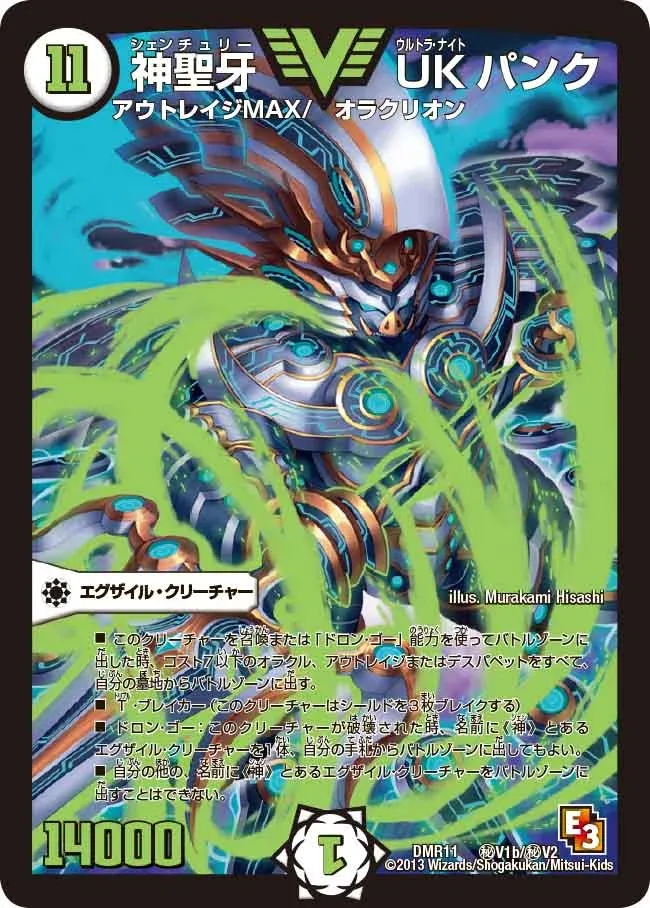 シェンチュリー ウルトラ・ナイト
11 神聖牙 UK パンク
アウトレイジMAX/ オラクリオン
エグザイル・クリーチャー
illus. Murakami Hisashi
■ このクリーチャーを召喚または「ドロン・ゴー」能力を使ってバトルゾーンに
出した時、コスト7以下のオラクル、アウトレイジまたはデスパペットをすべて、
自分の墓地からバトルゾーンに出す。
■ T・ブレイカー (このクリーチャーはシールドを3枚ブレイクする)
■ ドロン・ゴー：このクリーチャーが破壊された時、名前に《神》とある
エグザイル・クリーチャーを1体、自分の手札からバトルゾーンに出してもよい。
■ 自分の他の、名前に《神》とあるエグザイル・クリーチャーをバトルゾーンに
出すことはできない。
14000
1
E3
DMR11 ㊙V1b/㊙V2
©2013 Wizards/Shogakukan/Mitsui-Kids